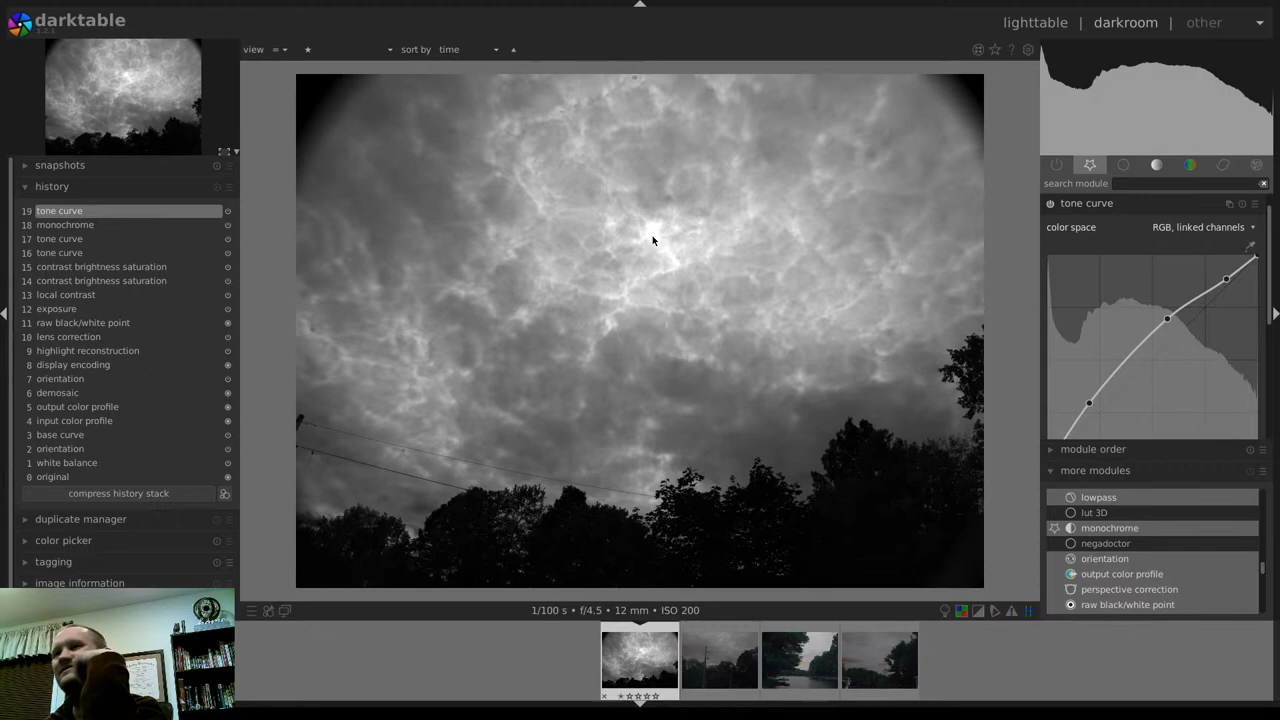 darktable
3.2.1
lighttable | darkroom | other
view = ★ sort by time
snapshots
history
19 tone curve
18 monochrome
17 tone curve
16 tone curve
15 contrast brightness saturation
14 contrast brightness saturation
13 local contrast
12 exposure
11 raw black/white point
10 lens correction
9 highlight reconstruction
8 display encoding
7 orientation
6 demosaic
5 output color profile
4 input color profile
3 base curve
2 orientation
1 white balance
0 original
compress history stack
duplicate manager
color picker
tagging
image information
1/100 s • f/4.5 • 12 mm • ISO 200
search module
tone curve
color space RGB, linked channels
module order
more modules
lowpass
lut 3D
monochrome
negadoctor
orientation
output color profile
perspective correction
raw black/white point